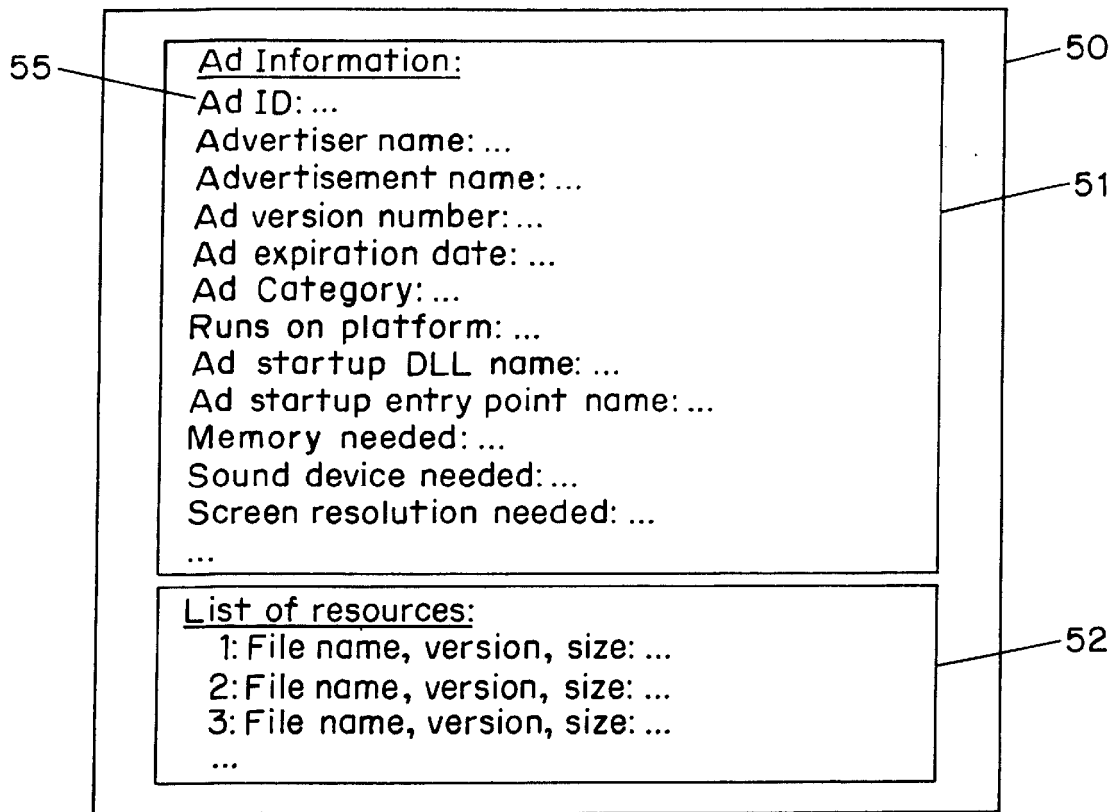 Ad Information:
Ad ID: ...
Advertiser name: ...
Advertisement name: ...
Ad version number: ...
Ad expiration date: ...
Ad Category: ...
Runs on platform: ...
Ad startup DLL name: ...
Ad startup entry point name: ...
Memory needed: ...
Sound device needed: ...
Screen resolution needed: ...
...
List of resources:
1: File name, version, size: ...
2: File name, version, size: ...
3: File name, version, size: ...
...
55
50
51
52